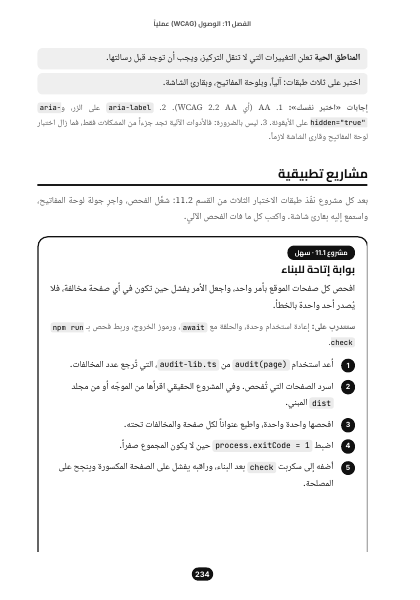 الفصل 11: الوصول (WCAG) عملياً
المناطق الحية تعلن التغييرات التي لا تنقل التركيز، ويجب أن توجد قبل رسالتها.
اختبر على ثلاث طبقات: آلياً، وبلوحة المفاتيح، وبقارئ الشاشة.
إجابات «اختبر نفسك»: 1. AA (أي WCAG 2.2 AA). 2. aria-label على الزر، و aria-
hidden="true" على الأيقونة. 3. ليس بالضرورة: فالأدوات الآلية تجد جزءاً من المشكلات فقط، فما زال اختبار
لوحة المفاتيح وقارئ الشاشة لازماً.
مشاريع تطبيقية
بعد كل مشروع نفّذ طبقات الاختبار الثلاث من القسم 11.2: شغّل الفحص، واجرِ جولة لوحة المفاتيح،
واستمع إليه بقارئ شاشة. واكتب كل ما فات الفحص الآلي.
مشروع 11.1 · سهل
بوابة إتاحة للبناء
افحص كل صفحات الموقع بأمر واحد، واجعل الأمر يفشل حين تكون في أي صفحة مخالفة، فلا
يُصدر أحد واحدة بالخطأ.
ستتدرب على: إعادة استخدام وحدة، والحلقة مع await، ورموز الخروج، وربط فحص بـ npm run
check.
1 أعد استخدام audit(page) من audit-lib.ts، التي تُرجع عدد المخالفات.
2 اسرد الصفحات التي تُفحص. وفي المشروع الحقيقي اقرأها من الموجّه أو من مجلد
dist المبني.
3 افحصها واحدة واحدة، واطبع عنواناً لكل صفحة والمخالفات تحته.
4 اضبط process.exitCode = 1 حين لا يكون المجموع صفراً.
5 أضفه إلى سكربت check بعد البناء، وراقبه يفشل على الصفحة المكسورة وينجح على
المصلحة.
234